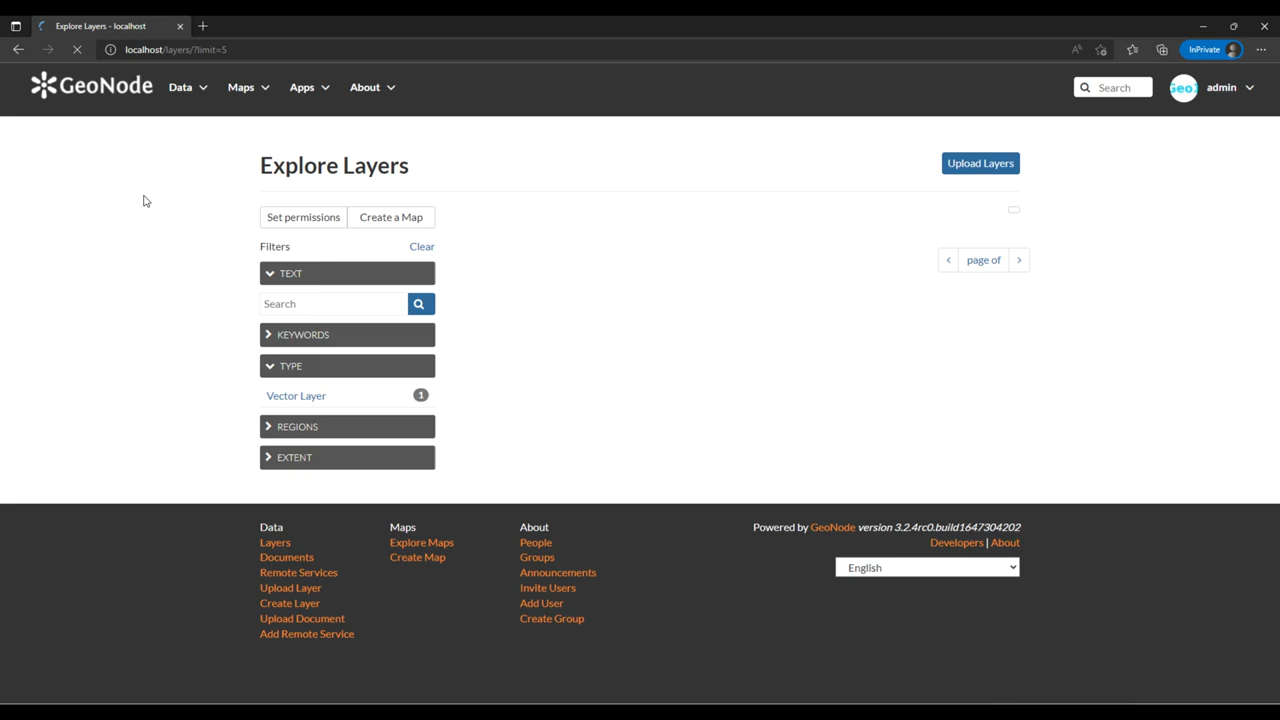 Explore Layers - localhost
localhost/layers/?limit=5
InPrivate
GeoNode Data Maps Apps About
Search
admin
Explore Layers
Upload Layers
Set permissions Create a Map
Filters Clear
TEXT
Search
KEYWORDS
TYPE
Vector Layer 1
REGIONS
EXTENT
page of
Data
Layers
Documents
Remote Services
Upload Layer
Create Layer
Upload Document
Add Remote Service
Maps
Explore Maps
Create Map
About
People
Groups
Announcements
Invite Users
Add User
Create Group
Powered by GeoNode version 3.2.4rc0.build1647304202
Developers | About
English